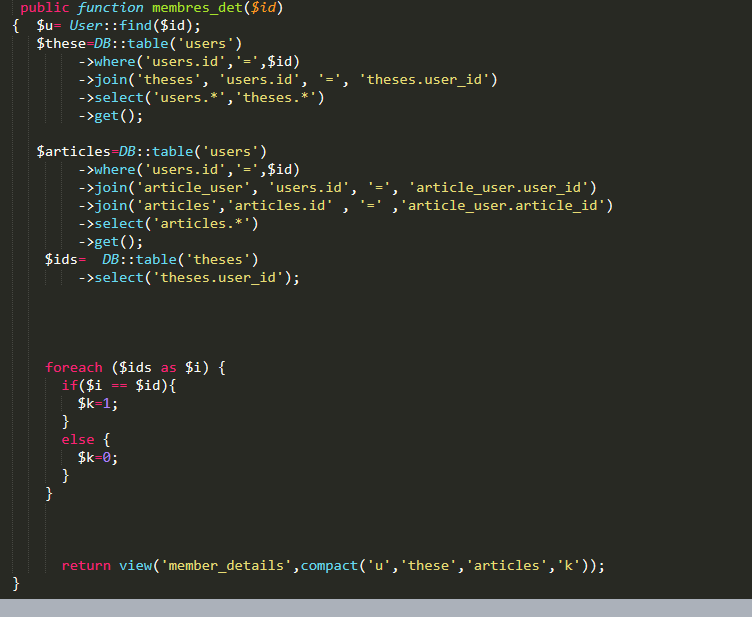 public function membres_det($id)
{  $u= User::find($id);
$these=DB::table('users')
->where('users.id','=',$id)
->join('theses', 'users.id', '=', 'theses.user_id')
->select('users.*','theses.*')
->get();
$articles=DB::table('users')
->where('users.id','=',$id)
->join('article_user', 'users.id', '=', 'article_user.user_id')
->join('articles','articles.id' , '=' ,'article_user.article_id')
->select('articles.*')
->get();
$ids=  DB::table('theses')
->select('theses.user_id');
foreach ($ids as $i) {
if($i == $id){
$k=1;
}
else {
$k=0;
}
}
return view('member_details',compact('u','these','articles','k'));
}